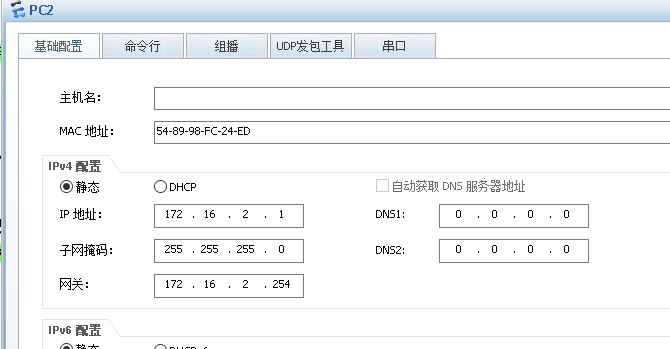 PC2
基础配置 命令行 组播 UDP发包工具 串口
主机名:
MAC 地址: 54-89-98-FC-24-ED
IPv4 配置
静态 DHCP 自动获取 DNS 服务器地址
IP 地址: 172 . 16 . 2 . 1 DNS1: 0 . 0 . 0 . 0
子网掩码: 255 . 255 . 255 . 0 DNS2: 0 . 0 . 0 . 0
网关: 172 . 16 . 2 . 254
IPv6 配置
静态